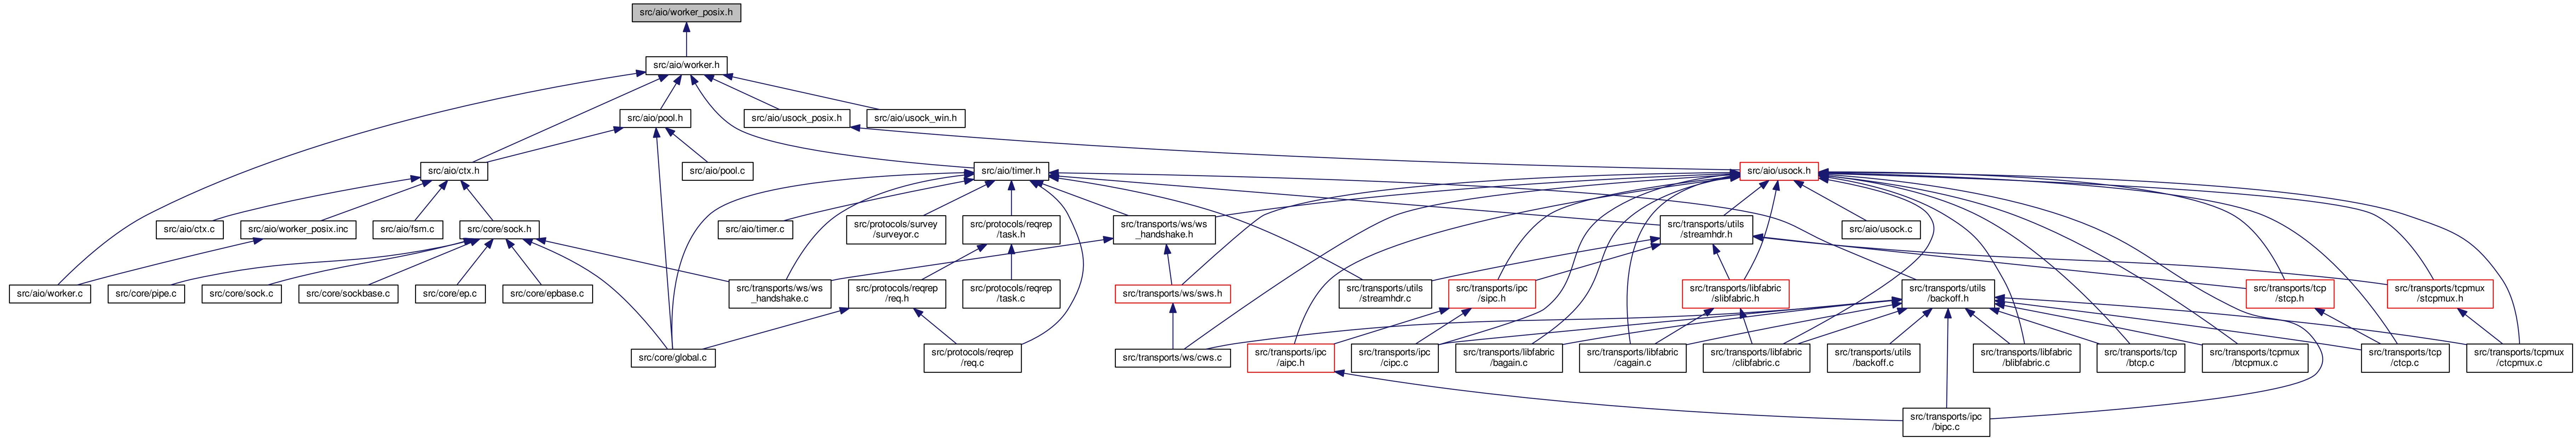 src/aio/worker_posix.h
src/aio/worker.h
src/aio/pool.h
src/aio/usock_posix.h
src/aio/usock_win.h
src/aio/ctx.h
src/aio/pool.c
src/aio/timer.h
src/aio/usock.h
src/aio/ctx.c
src/aio/worker_posix.inc
src/aio/fsm.c
src/core/sock.h
src/aio/timer.c
src/protocols/survey
/surveyor.c
src/protocols/reqrep
/task.h
src/transports/ws/ws
_handshake.h
src/transports/utils
/streamhdr.h
src/aio/usock.c
src/aio/worker.c
src/core/pipe.c
src/core/sock.c
src/core/sockbase.c
src/core/ep.c
src/core/epbase.c
src/transports/ws/ws
_handshake.c
src/protocols/reqrep
/req.h
src/protocols/reqrep
/task.c
src/transports/ws/sws.h
src/transports/utils
/streamhdr.c
src/transports/ipc
/sipc.h
src/transports/libfabric
/slibfabric.h
src/transports/utils
/backoff.h
src/transports/tcp
/stcp.h
src/transports/tcpmux
/stcpmux.h
src/core/global.c
src/protocols/reqrep
/req.c
src/transports/ws/cws.c
src/transports/ipc
/aipc.h
src/transports/ipc
/cipc.c
src/transports/libfabric
/bagain.c
src/transports/libfabric
/cagain.c
src/transports/libfabric
/clibfabric.c
src/transports/utils
/backoff.c
src/transports/libfabric
/blibfabric.c
src/transports/tcp
/btcp.c
src/transports/tcpmux
/btcpmux.c
src/transports/tcp
/ctcp.c
src/transports/tcpmux
/ctcpmux.c
src/transports/ipc
/bipc.c